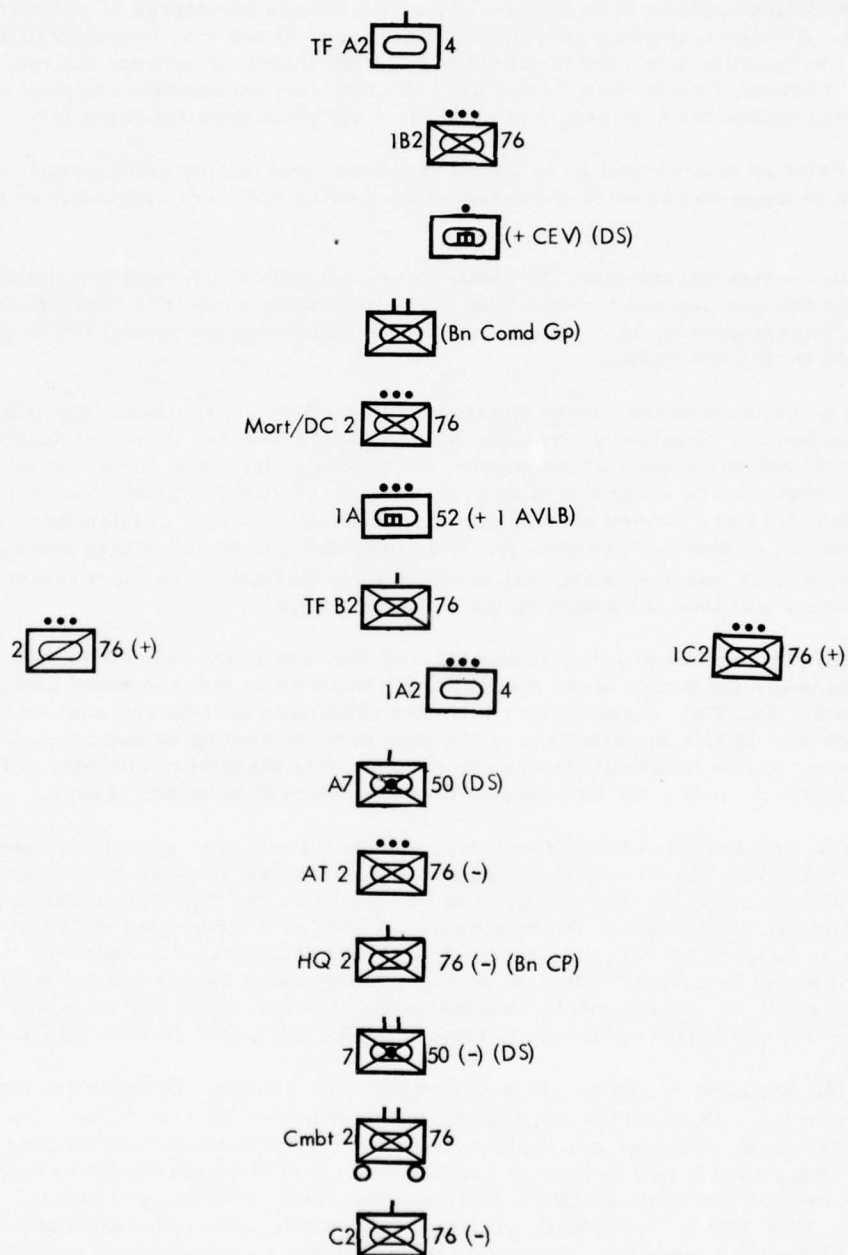 TF A2 4
1B2 76
(+ CEV) (DS)
(Bn Comd Gp)
Mort/DC 2 76
1A 52 (+ 1 AVLB)
TF B2 76
2 76 (+)
1C2 76 (+)
1A2 4
A7 50 (DS)
AT 2 76 (-)
HQ 2 76 (-) (Bn CP)
7 50 (-) (DS)
Cmbt 2 76
C2 76 (-)